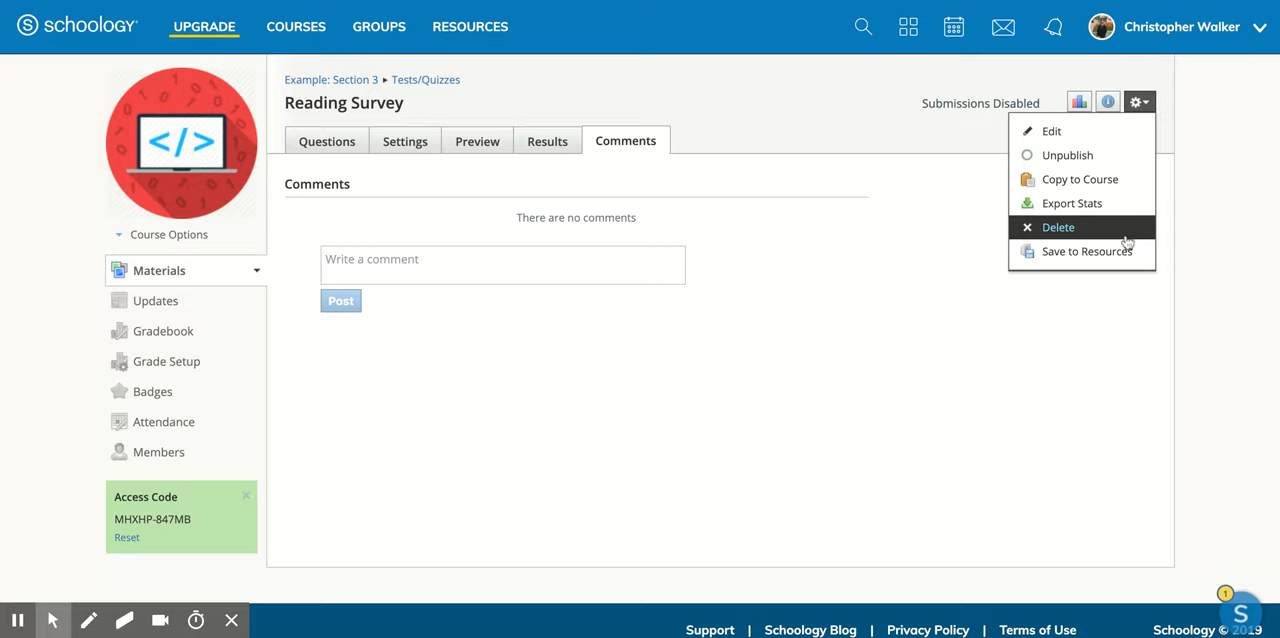 schoology
UPGRADE COURSES GROUPS RESOURCES
Christopher Walker
Example: Section 3 ▸ Tests/Quizzes
Reading Survey
Submissions Disabled
Questions Settings Preview Results Comments
Edit
Unpublish
Copy to Course
Export Stats
Delete
Save to Resources
Comments
There are no comments
Write a comment
Post
</>
Course Options
Materials
Updates
Gradebook
Grade Setup
Badges
Attendance
Members
Access Code
MHXHP-847MB
Reset
1
S
Support | Schoology Blog | Privacy Policy | Terms of Use Schoology © 2019